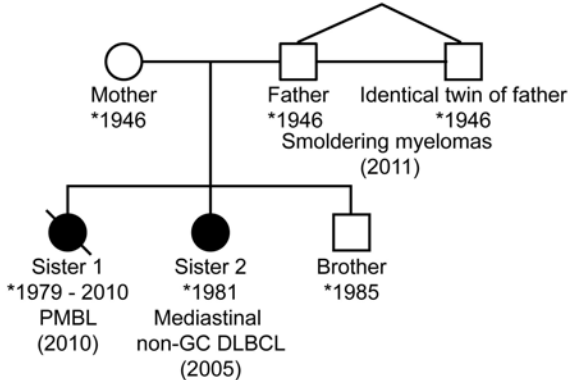 Mother
*1946
Father
*1946
Identical twin of father
*1946
Smoldering myelomas
(2011)
Sister 1
*1979 - 2010
PMBL
(2010)
Sister 2
*1981
Mediastinal
non-GC DLBCL
(2005)
Brother
*1985